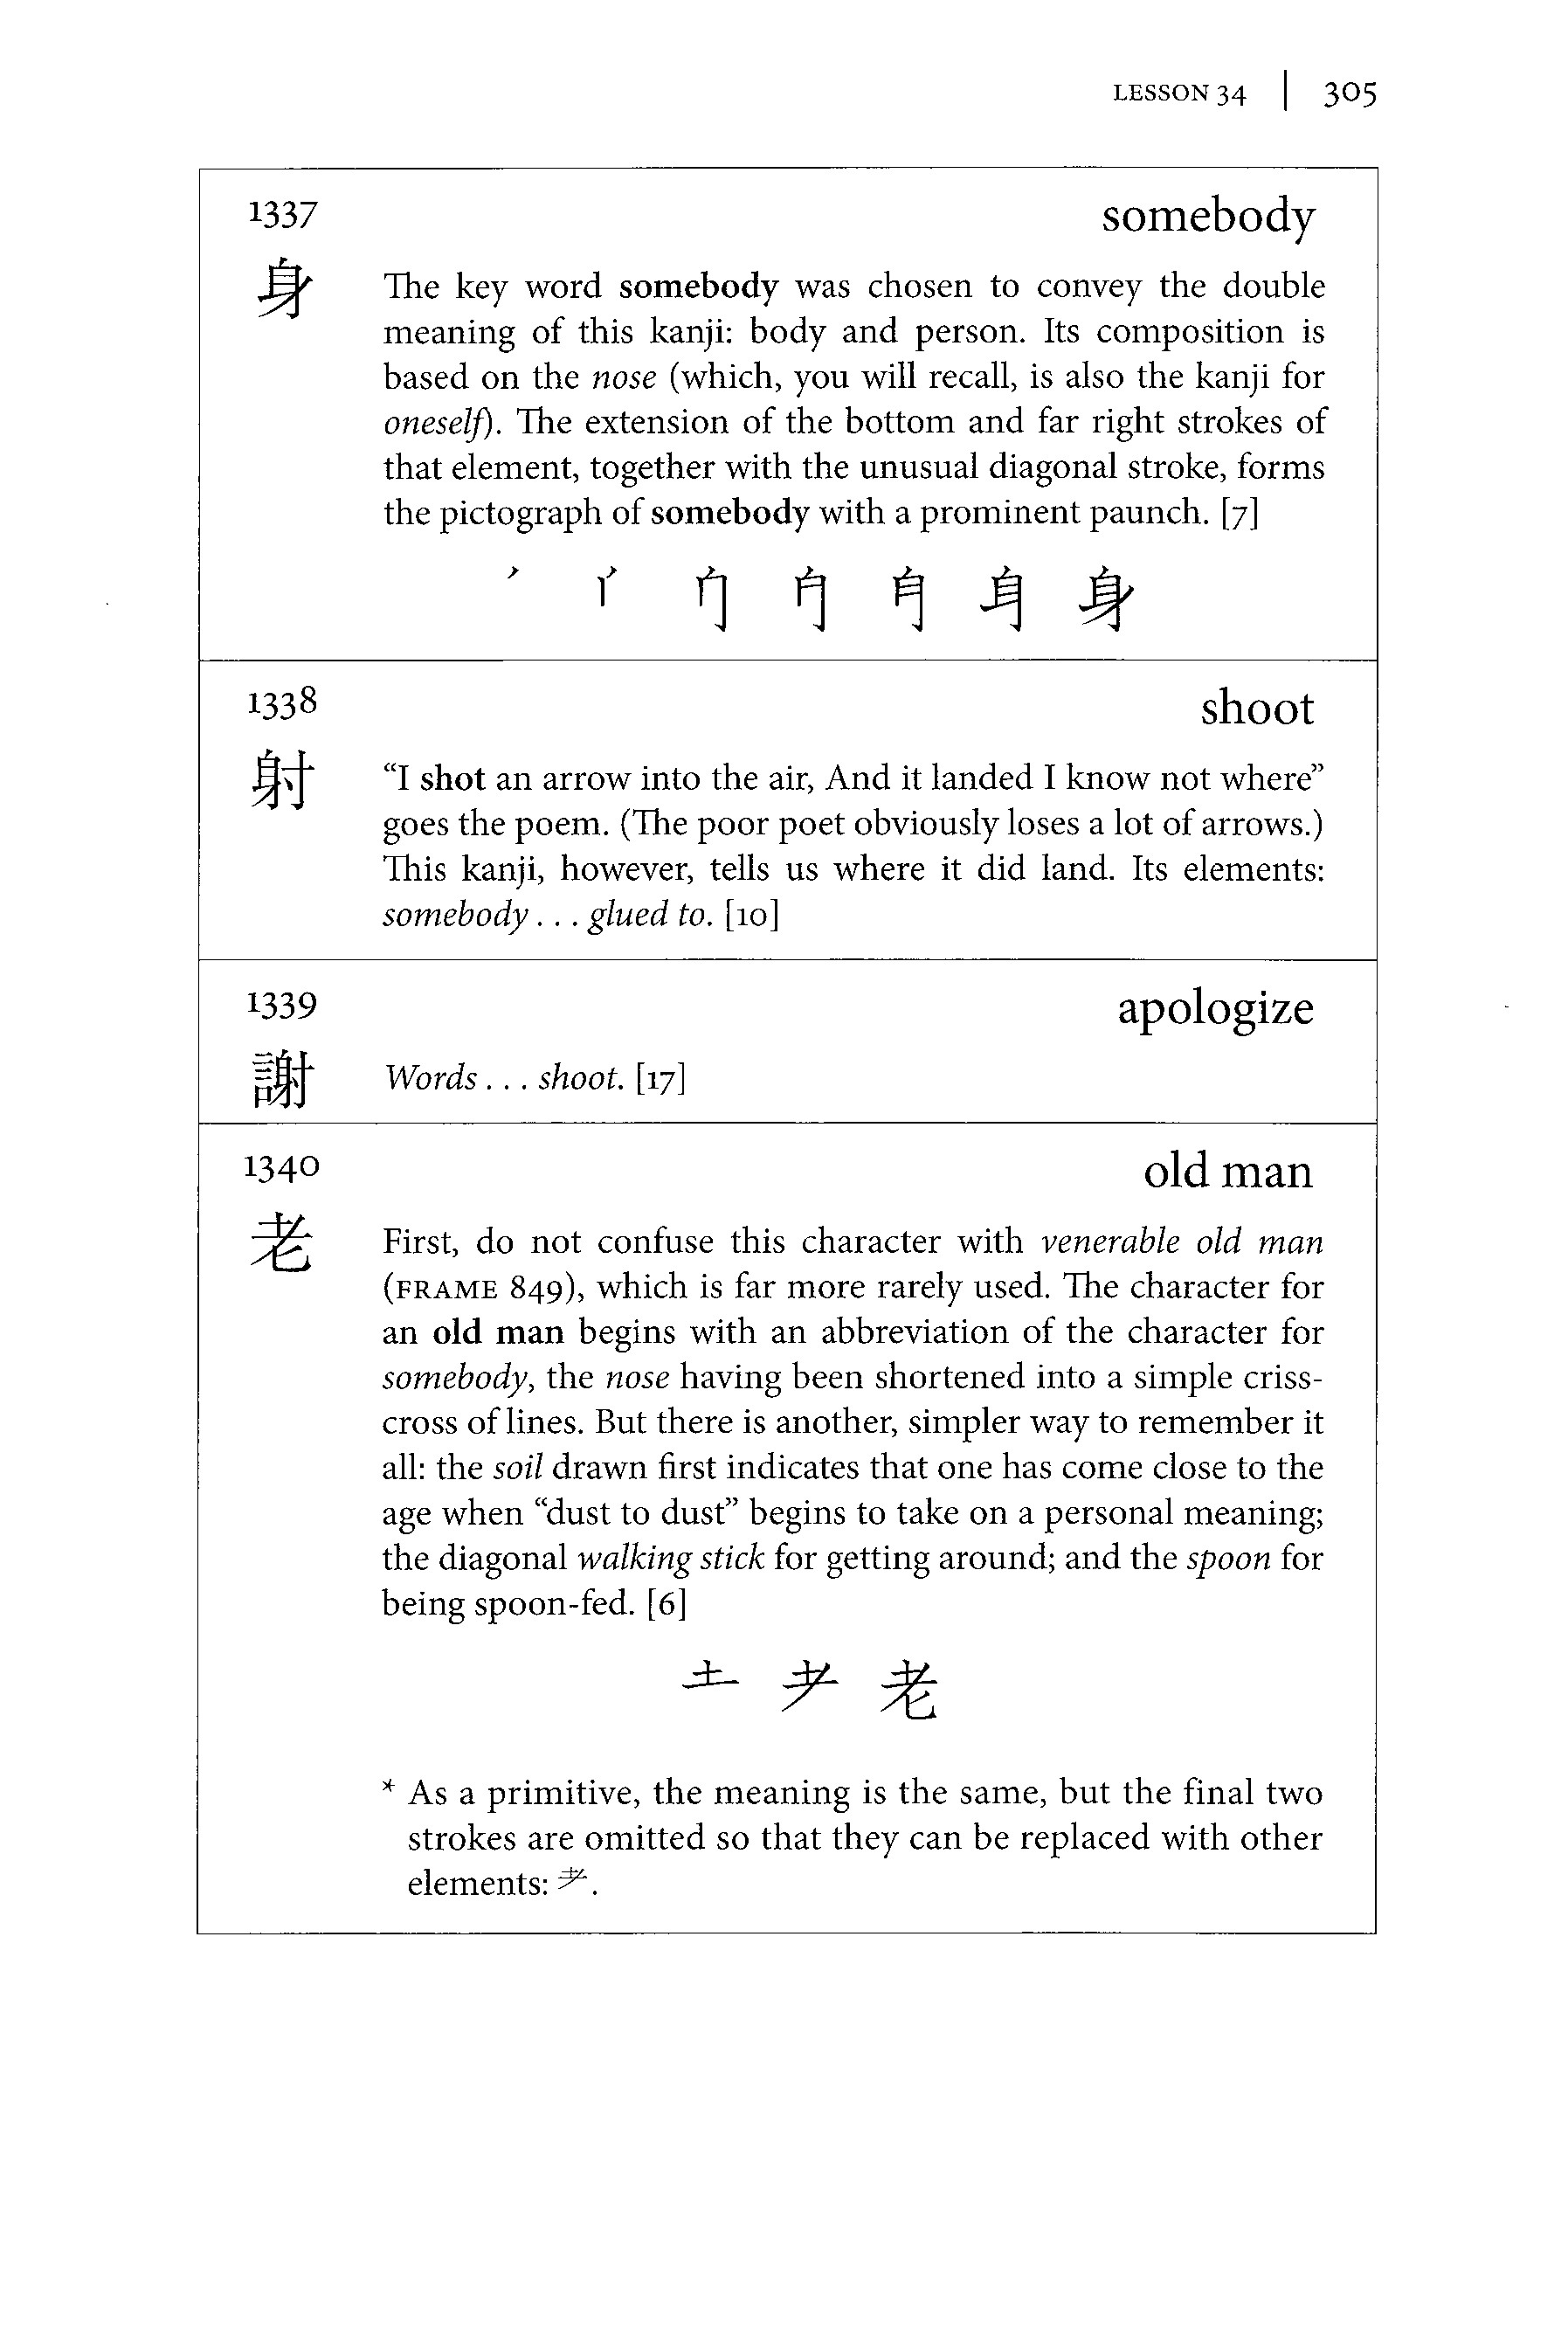 LESSON 34 | 305
1337 somebody
身 The key word somebody was chosen to convey the double
meaning of this kanji: body and person. Its composition is
based on the nose (which, you will recall, is also the kanji for
oneself). The extension of the bottom and far right strokes of
that element, together with the unusual diagonal stroke, forms
the pictograph of somebody with a prominent paunch. [7]
身
1338 shoot
射 “I shot an arrow into the air, And it landed I know not where”
goes the poem. (The poor poet obviously loses a lot of arrows.)
This kanji, however, tells us where it did land. Its elements:
somebody . . . glued to. [10]
1339 apologize
謝 Words . . . shoot. [17]
1340 old man
老 First, do not confuse this character with venerable old man
(FRAME 849), which is far more rarely used. The character for
an old man begins with an abbreviation of the character for
somebody, the nose having been shortened into a simple criss-
cross of lines. But there is another, simpler way to remember it
all: the soil drawn first indicates that one has come close to the
age when “dust to dust” begins to take on a personal meaning;
the diagonal walking stick for getting around; and the spoon for
being spoon-fed. [6]
土 耂 老
* As a primitive, the meaning is the same, but the final two
strokes are omitted so that they can be replaced with other
elements: 耂.